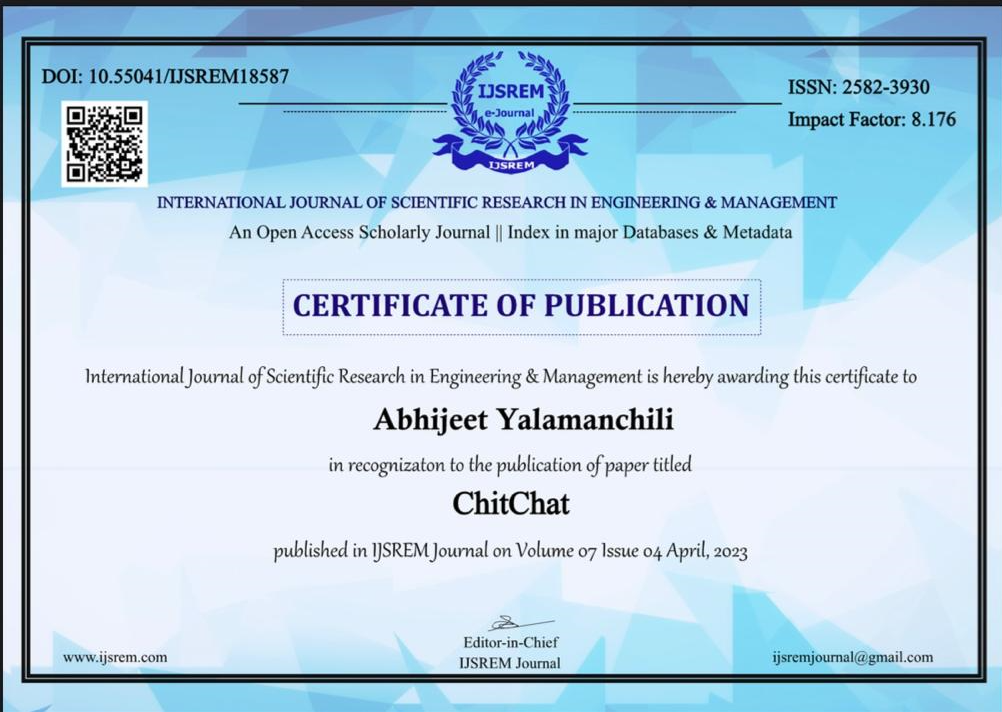 DOI: 10.55041/IJSREM18587
IJSREM
e-Journal
IJSREM
ISSN: 2582-3930
Impact Factor: 8.176
INTERNATIONAL JOURNAL OF SCIENTIFIC RESEARCH IN ENGINEERING & MANAGEMENT
An Open Access Scholarly Journal || Index in major Databases & Metadata
CERTIFICATE OF PUBLICATION
International Journal of Scientific Research in Engineering & Management is hereby awarding this certificate to
Abhijeet Yalamanchili
in recognizaton to the publication of paper titled
ChitChat
published in IJSREM Journal on Volume 07 Issue 04 April, 2023
www.ijsrem.com
Editor-in-Chief
IJSREM Journal
ijsremjournal@gmail.com